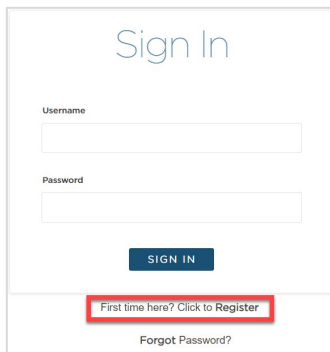 Sign In
Username
Password
SIGN IN
First time here? Click to Register
Forgot Password?